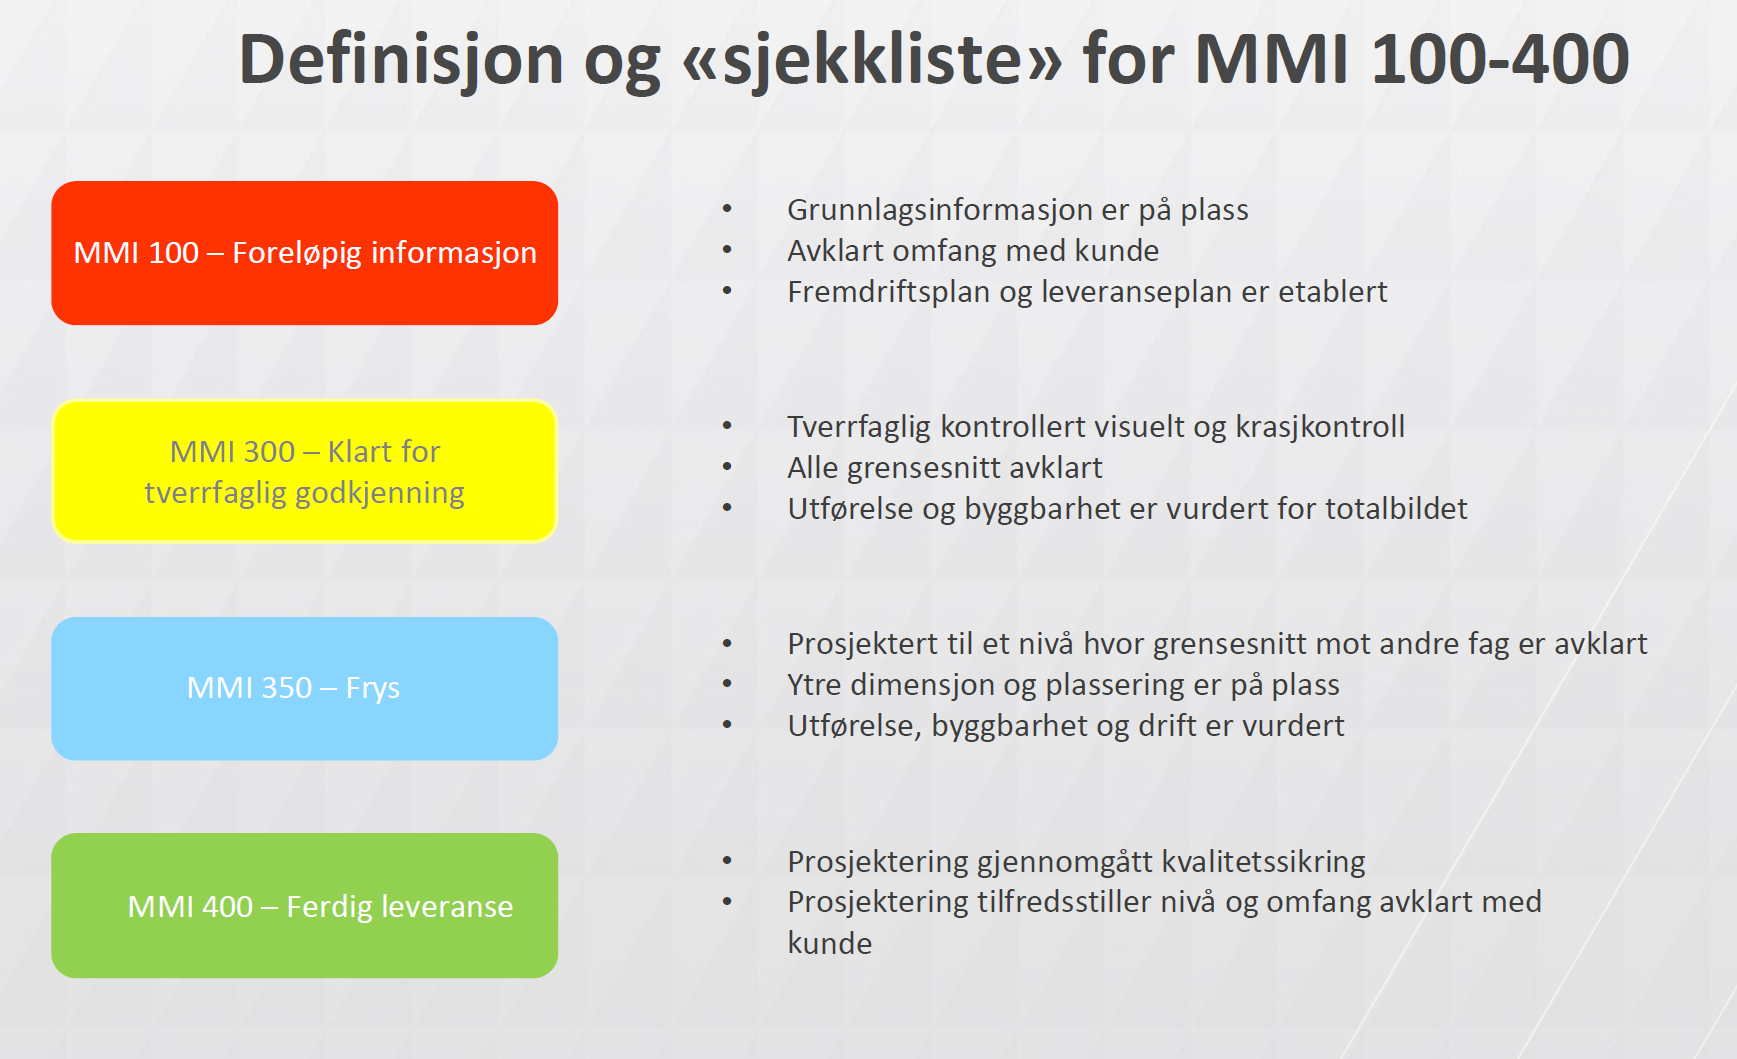 Definisjon og «sjekkliste» for MMI 100-400
MMI 100 – Foreløpig informasjon
• Grunnlagsinformasjon er på plass
• Avklart omfang med kunde
• Fremdriftsplan og leveranseplan er etablert
MMI 300 – Klart for
tverrfaglig godkjenning
• Tverrfaglig kontrollert visuelt og krasjkontroll
• Alle grensesnitt avklart
• Utførelse og byggbarhet er vurdert for totalbildet
MMI 350 – Frys
• Prosjektert til et nivå hvor grensesnitt mot andre fag er avklart
• Ytre dimensjon og plassering er på plass
• Utførelse, byggbarhet og drift er vurdert
MMI 400 – Ferdig leveranse
• Prosjektering gjennomgått kvalitetssikring
• Prosjektering tilfredsstiller nivå og omfang avklart med
kunde